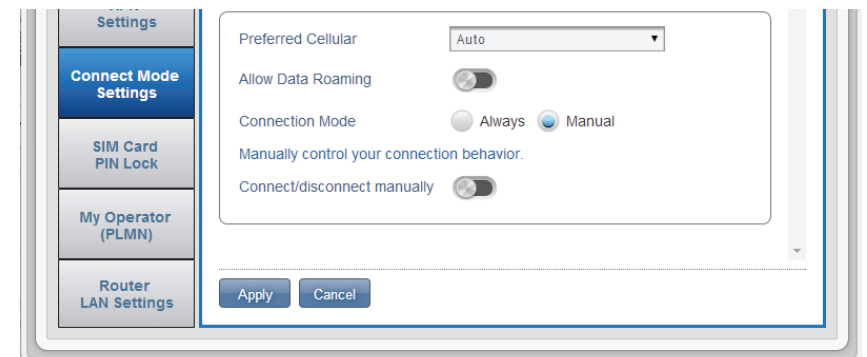 Settings
Connect Mode
Settings
SIM Card
PIN Lock
My Operator
(PLMN)
Router
LAN Settings
Preferred Cellular Auto
Allow Data Roaming
Connection Mode Always Manual
Manually control your connection behavior.
Connect/disconnect manually
Apply Cancel